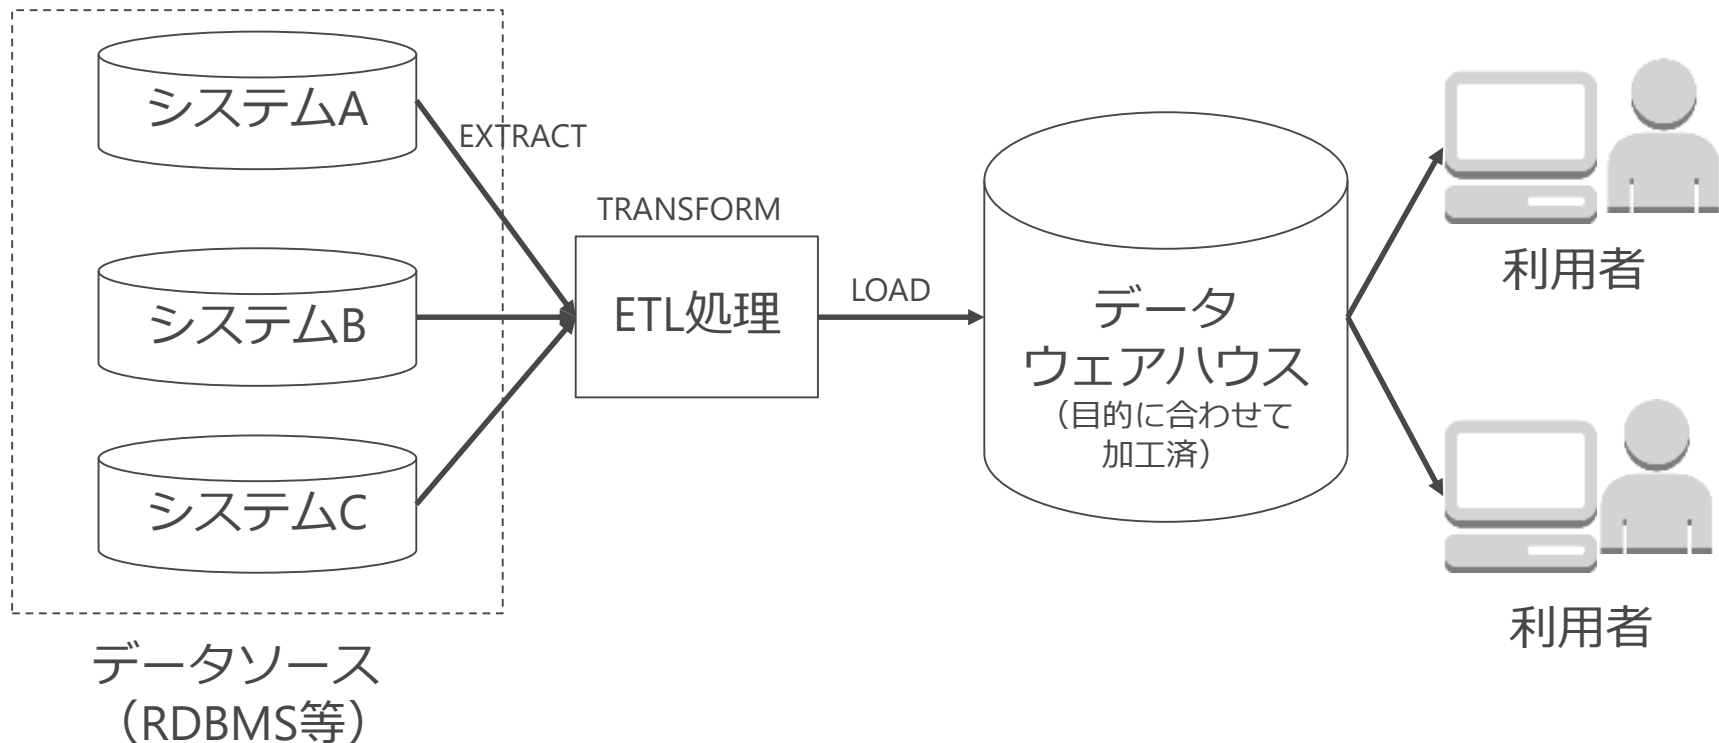 システムA
EXTRACT
TRANSFORM
システムB
ETL処理
LOAD
システムC
データ
ウェアハウス
（目的に合わせて
加工済）
利用者
利用者
データソース
（RDBMS等）